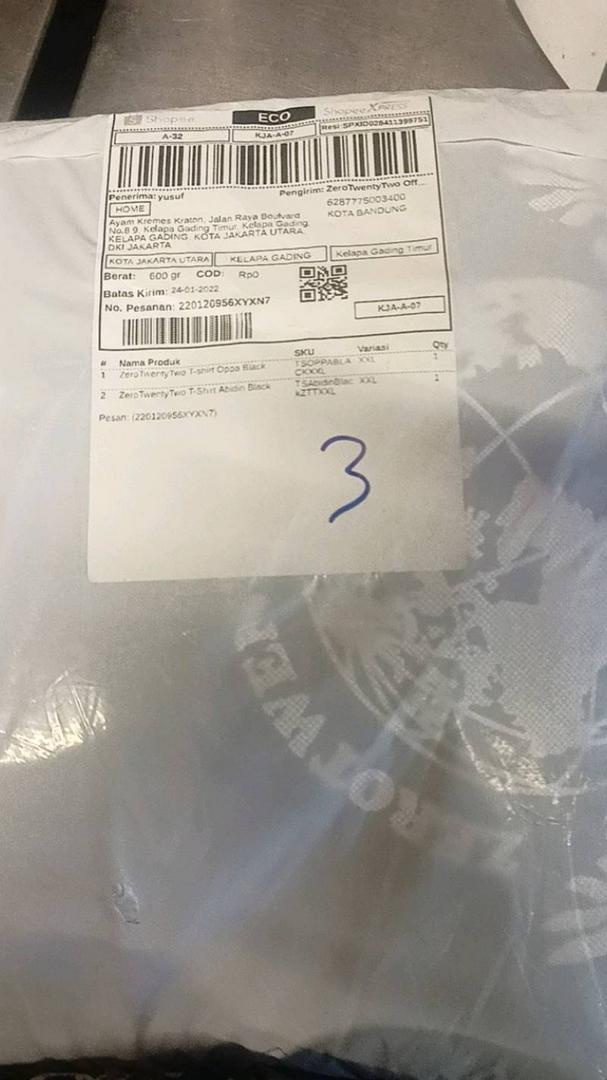 Shopee
ECO
Shopee XPRESS
A-32
KJA-A-07
Resi:SPXID028411399751
Penerima: yusuf
Pengirim: ZeroTwentyTwo Off...
HOME
6287775003400
KOTA BANDUNG
Ayam Kremes Kraton, Jalan Raya Boulvard
No.8 9, Kelapa Gading Timur, Kelapa Gading,
KELAPA GADING, KOTA JAKARTA UTARA,
DKI JAKARTA
KOTA JAKARTA UTARA
KELAPA GADING
Kelapa Gading Timur
Berat: 600 gr COD: Rp0
Batas Kirim: 24-01-2022
No. Pesanan: 220120956XYXN7
KJA-A-07
# Nama Produk SKU Variasi Qty
1 ZeroTwentyTwo T-shirt Oppa Black TSOPPABLA XXL 1
CKXXL
2 ZeroTwentyTwo T-Shirt Abidin Black TSAbidinBlac XXL 1
kZTTXXL
Pesan: (220120956XYXN7)
3
ZEROTWE